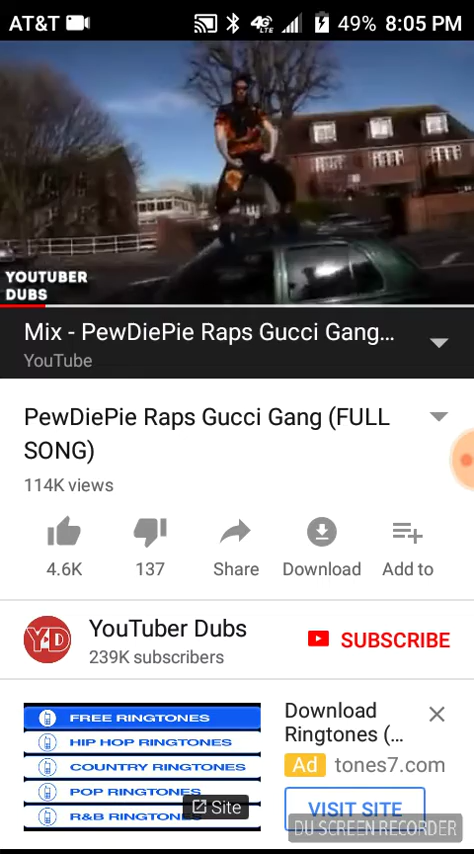 AT&T 4G LTE 49% 8:05 PM
YOUTUBER
DUBS
Mix - PewDiePie Raps Gucci Gang...
YouTube
PewDiePie Raps Gucci Gang (FULL
SONG)
114K views
4.6K 137 Share Download Add to
YD YouTuber Dubs
239K subscribers
SUBSCRIBE
FREE RINGTONES
HIP HOP RINGTONES
COUNTRY RINGTONES
POP RINGTONES
R&B RINGTONES
Site
Download
Ringtones (...
Ad tones7.com
VISIT SITE
DU SCREEN RECORDER